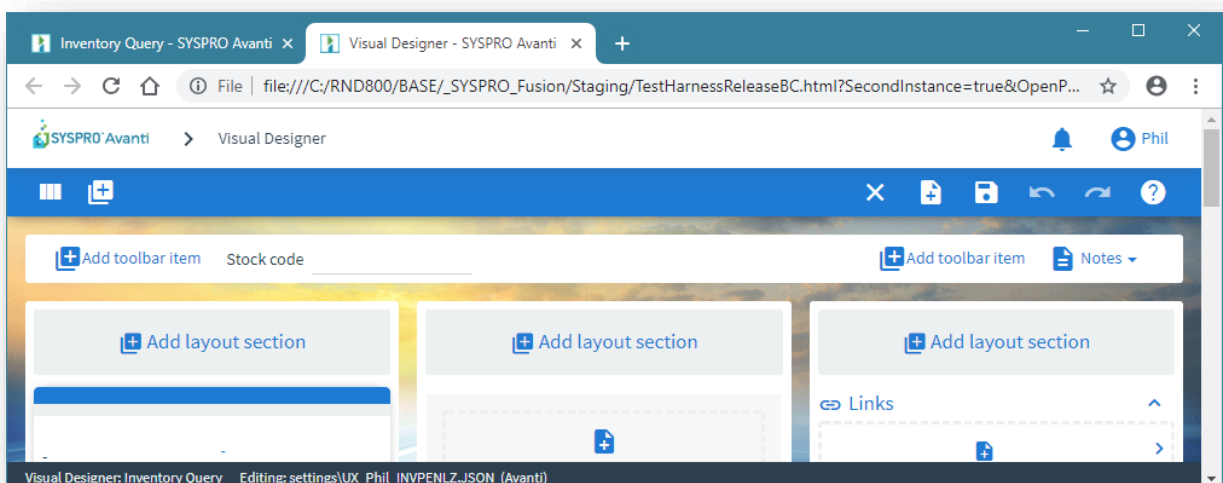 Inventory Query - SYSPRO Avanti
Visual Designer - SYSPRO Avanti
File
file:///C:/RND800/BASE/_SYSPRO_Fusion/Staging/TestHarnessReleaseBC.html?SecondInstance=true&OpenP...
SYSPRO Avanti
Visual Designer
Phil
Add toolbar item
Stock code
Add toolbar item
Notes
Add layout section
Add layout section
Add layout section
Links
-
-
Visual Designer: Inventory Query Editing: settings\UX_Phil_INVPENLZ.JSON (Avanti)